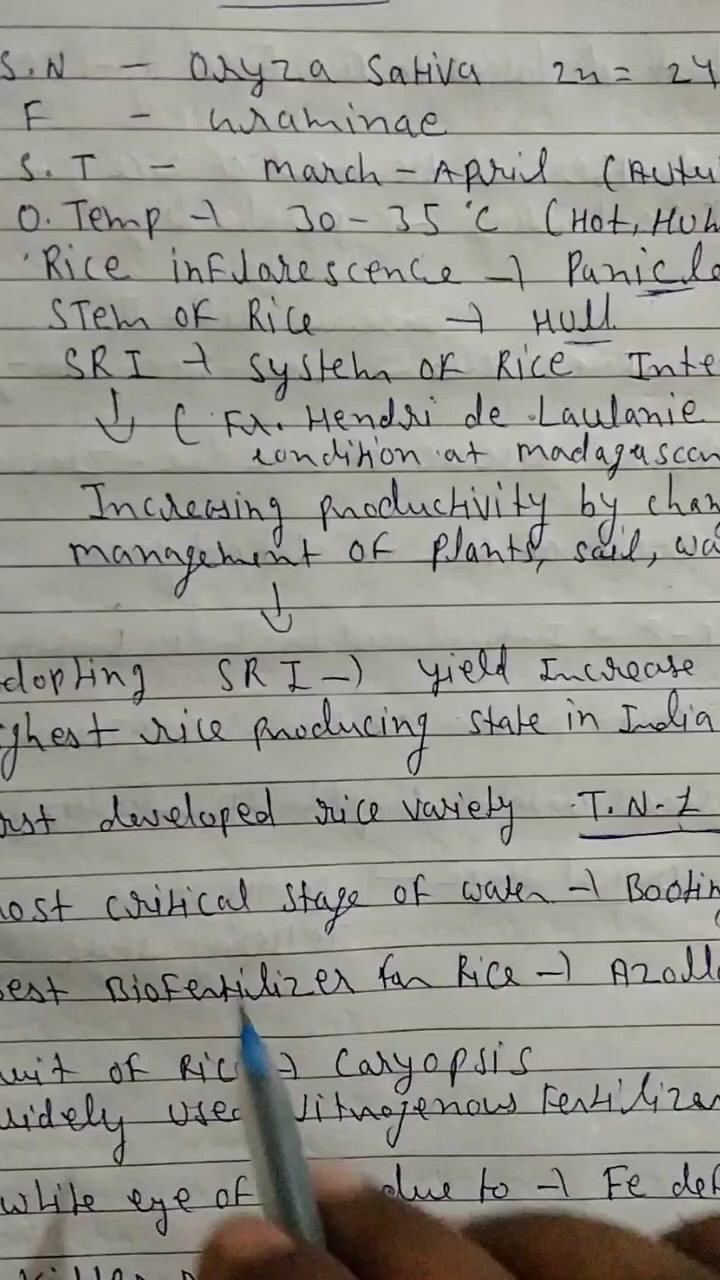 S.N - Oryza Sativa 2n = 24
F - Graminae
S.T - march - April (Autu
O. Temp → 30 - 35 °C (Hot, Hum
Rice inflorescence → Panicle
STem OF Rice → Hull
SRI → System OF Rice Inte
↓ ( Fr. Hendri de Laulanie
condition at madagascar
Increasing productivity by chan
management OF Plants, soil, wa
↓
dopting SRI → yield Increase
ghest rice producing state in India
rst developed rice variety T.N-1
ost critical stage of water → Bootin
est BioFertilizer for Rice → Azolla
uit of Ric → Caryopsis
widely used Nitrogenous Fertilizer
white eye of due to → Fe def